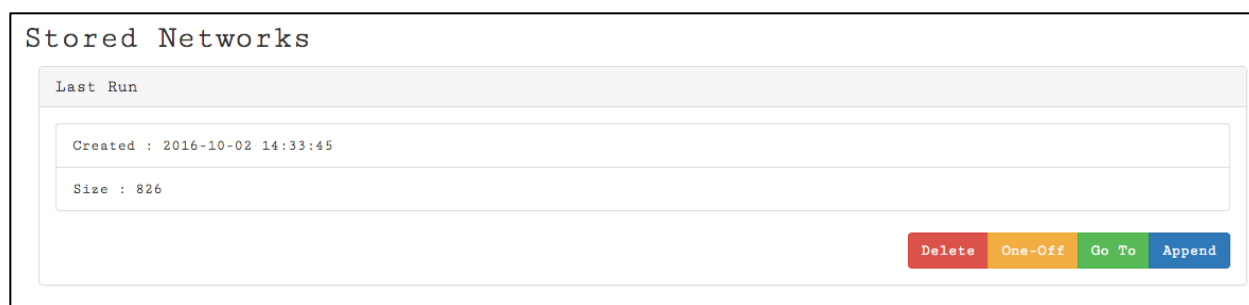 Stored Networks
Last Run
Created : 2016-10-02 14:33:45
Size : 826
Delete One-Off Go To Append